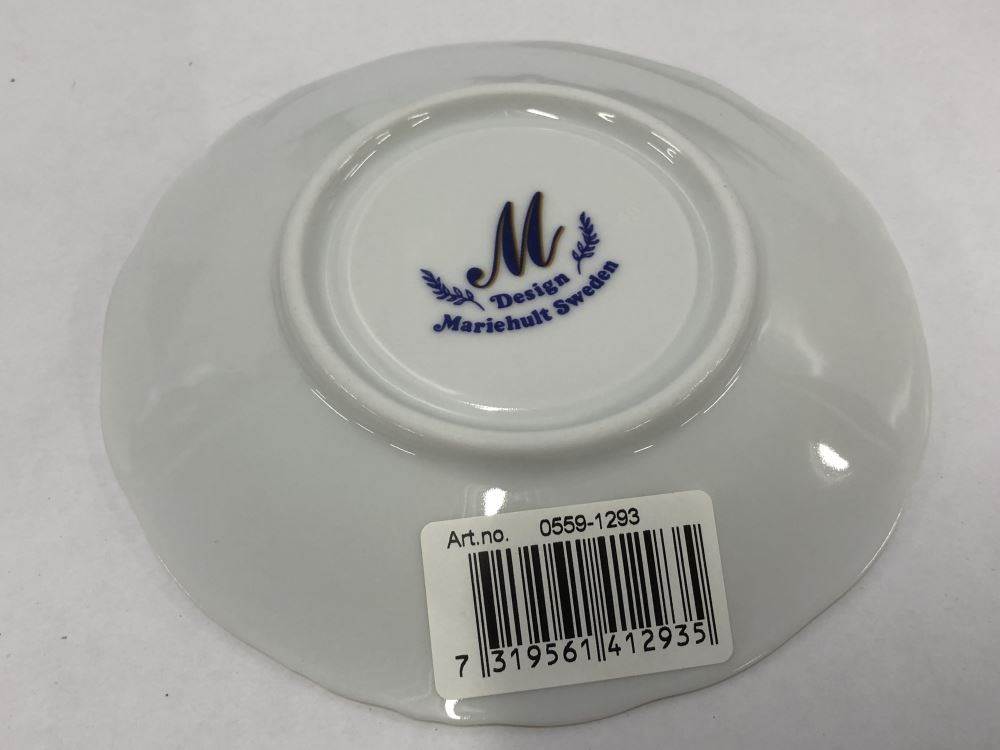 M
Design
Mariehult Sweden
Art.no. 0559-1293
7 319561 412935